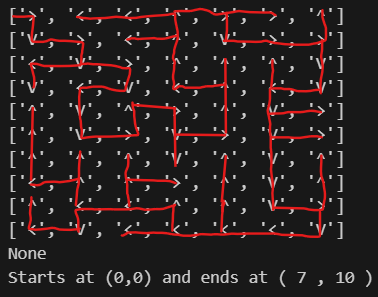 ['>', '<', '<', '^', 'V', '>', '^']
['V', '>', '<', '^', '>', '>', 'V']
['<', '<', '>', '^', '^', '^', 'V']
['V', '<', 'V', '<', '^', '<', 'V']
['^', 'V', '>', '>', '^', 'V', '>']
['^', 'V', '>', 'V', '>', 'V', '>']
['^', '^', '^', 'V', '^', 'V', '^']
['<', '^', '^', '>', '^', 'V', '^']
['^', '<', '<', '^', '^', 'V', '>']
['<', 'V', '<', '<', '<', '<', 'V']
None
Starts at (0,0) and ends at ( 7 , 10 )